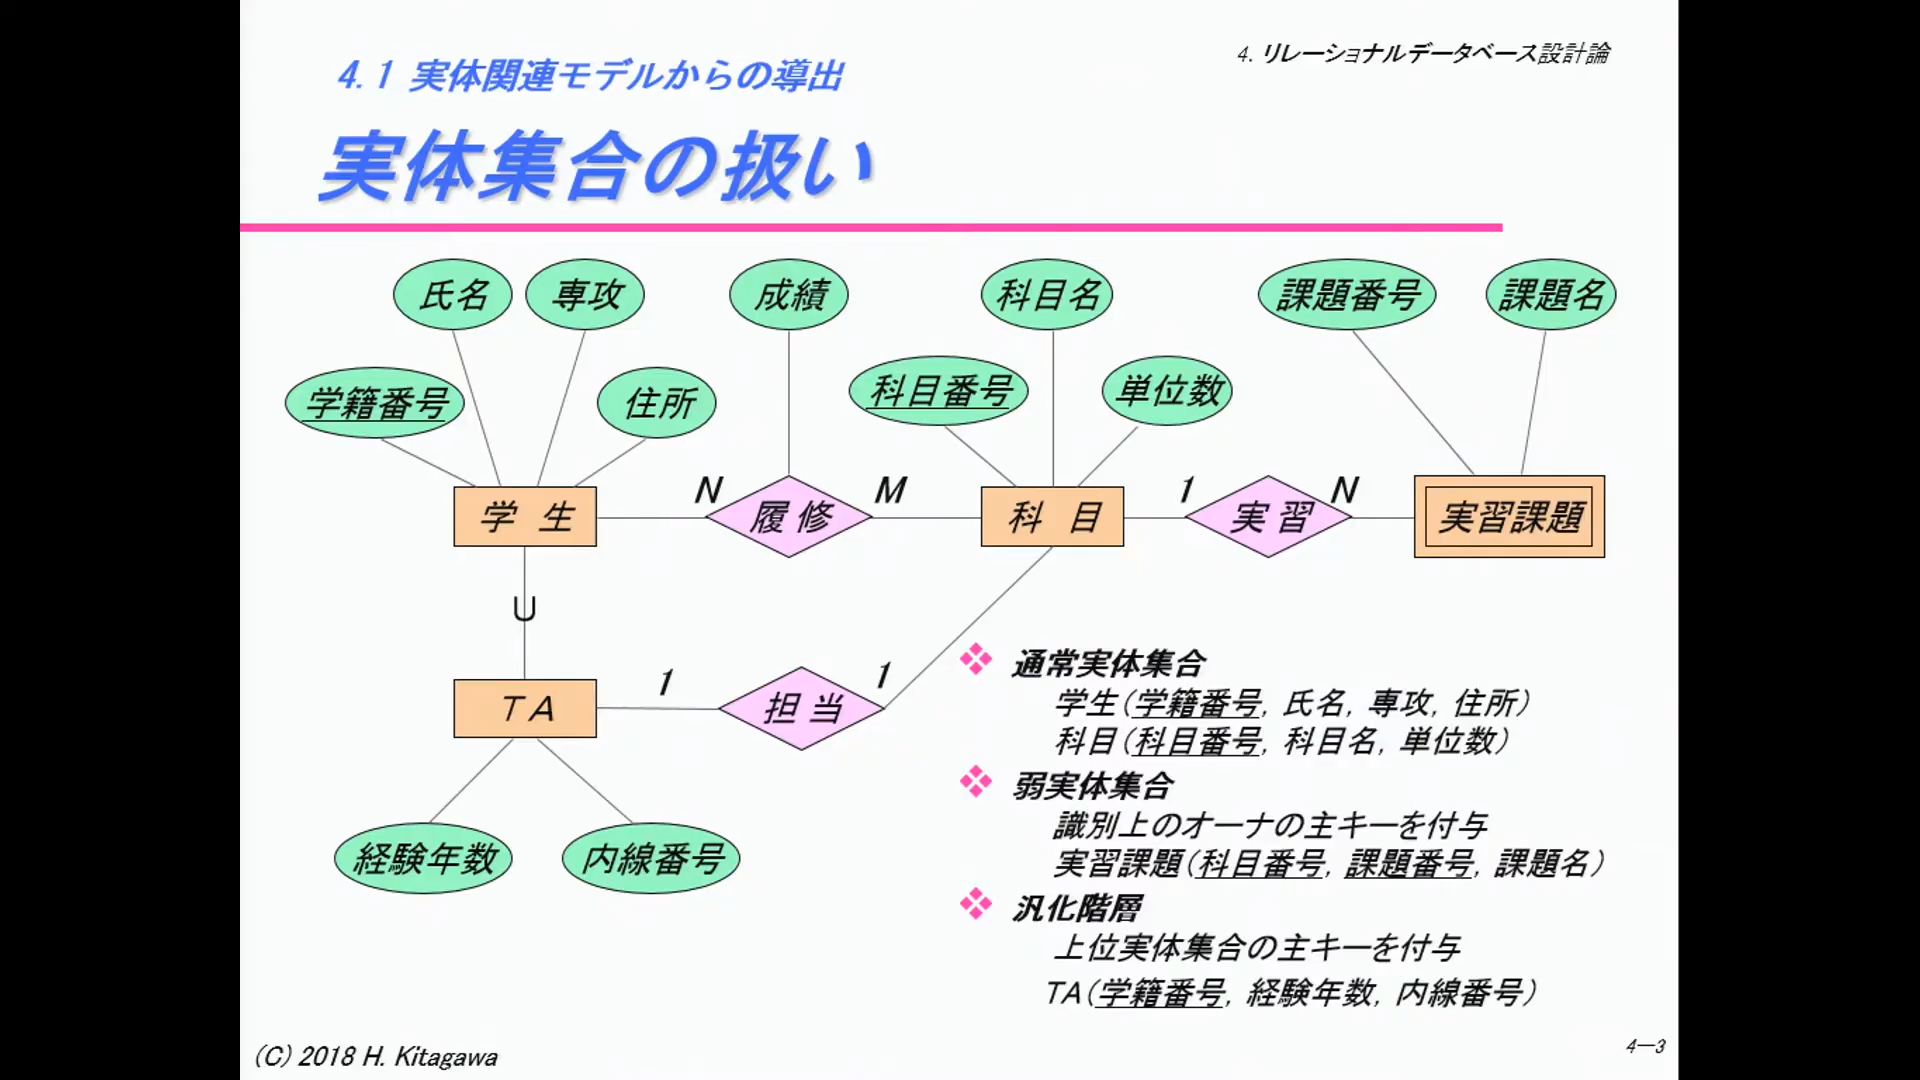 4. リレーショナルデータベース設計論
4.1 実体関連モデルからの導出
実体集合の扱い
氏名
専攻
成績
科目名
課題番号
課題名
学籍番号
住所
科目番号
単位数
N
M
1
N
学 生
履 修
科 目
実 習
実習課題
∪
1
1
TA
担 当
経験年数
内線番号
通常実体集合
学生(学籍番号, 氏名, 専攻, 住所)
科目(科目番号, 科目名, 単位数)
弱実体集合
識別上のオーナの主キーを付与
実習課題(科目番号, 課題番号, 課題名)
汎化階層
上位実体集合の主キーを付与
TA(学籍番号, 経験年数, 内線番号)
(C) 2018 H. Kitagawa
4—3